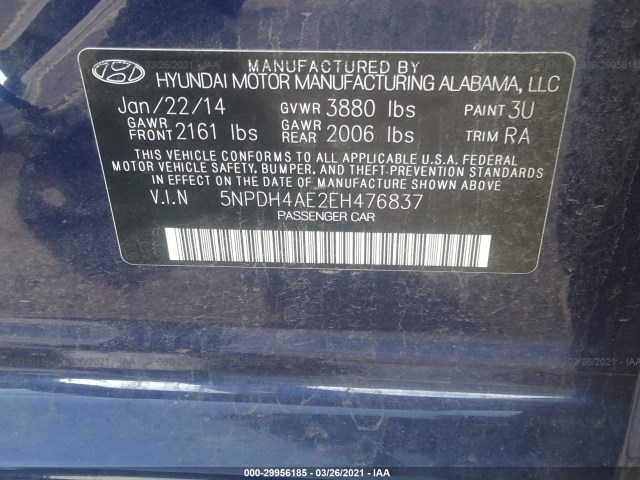 MANUFACTURED BY
HYUNDAI MOTOR MANUFACTURING ALABAMA, LLC
Jan/22/14 GVWR 3880 lbs PAINT 3U
GAWR FRONT 2161 lbs GAWR REAR 2006 lbs TRIM RA
THIS VEHICLE CONFORMS TO ALL APPLICABLE U.S.A. FEDERAL
MOTOR VEHICLE SAFETY, BUMPER, AND THEFT-PREVENTION STANDARDS
IN EFFECT ON THE DATE OF MANUFACTURE SHOWN ABOVE
V.I.N 5NPDH4AE2EH476837
PASSENGER CAR
000-29956185 - 03/26/2021 - IAA